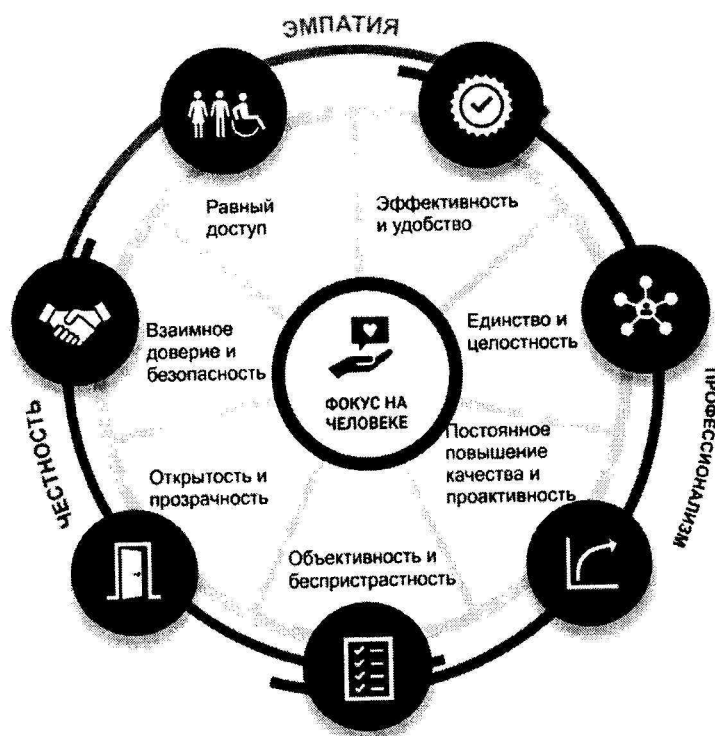 ЭМПАТИЯ
Равный
доступ
Эффективность
и удобство
Взаимное
доверие и
безопасность
Единство и
целостность
ФОКУС НА
ЧЕЛОВЕКЕ
Постоянное
повышение
качества и
проактивность
Открытость и
прозрачность
Объективность и
беспристрастность
ЧЕСТНОСТЬ
ПРОФЕССИОНАЛИЗМ